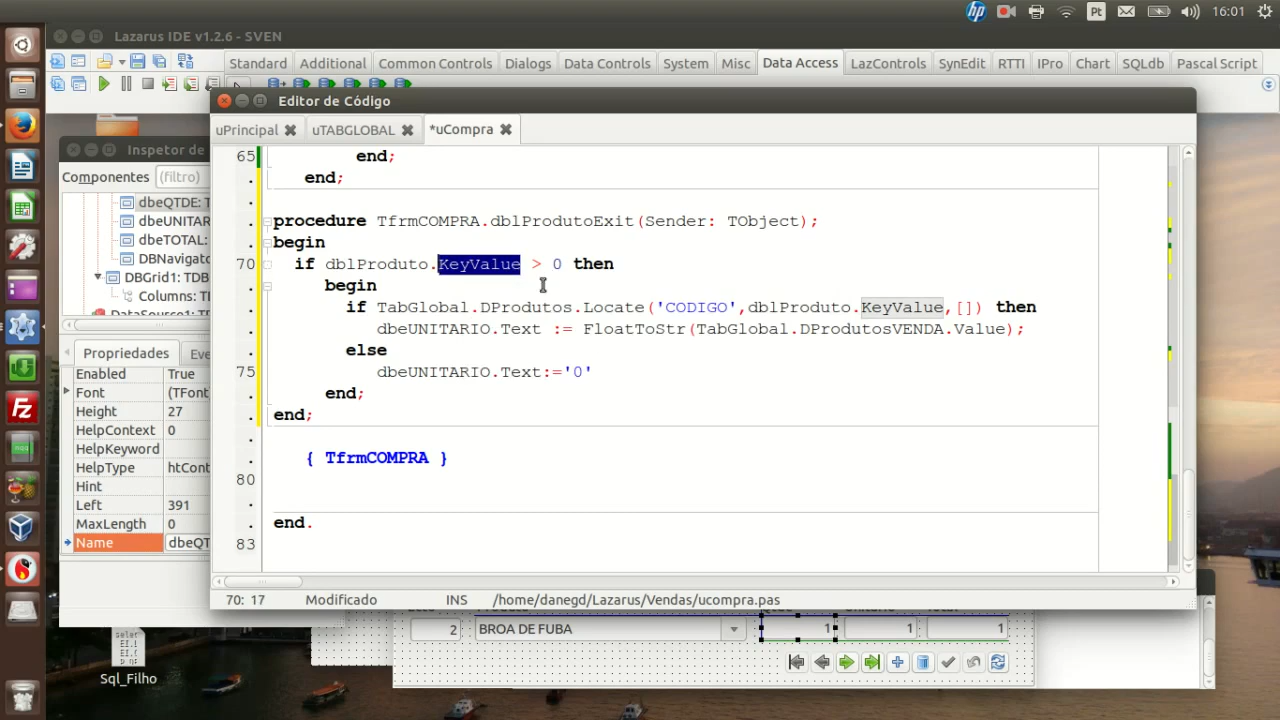 Pt
16:01
Lazarus IDE v1.2.6 - SVEN
Standard Additional Common Controls Dialogs Data Controls System Misc Data Access LazControls SynEdit RTTI IPro Chart SQLdb Pascal Script
Editor de Código
uPrincipal uTABGLOBAL *uCompra
Inspetor de
Componentes (filtro)
dbeQTDE: T
dbeUNITAR
dbeTOTAL:
DBNavigat
DBGrid1: TDB
Columns:
Propriedades Eve
Enabled True
Font (TFont
Height 27
HelpContext 0
HelpKeyword
HelpType htCont
Hint
Left 391
MaxLength 0
Name dbeQT
65 end;
. end;
.
. procedure TfrmCOMPRA.dblProdutoExit(Sender: TObject);
. begin
70 if dblProduto.KeyValue > 0 then
. begin
. if TabGlobal.DProdutos.Locate('CODIGO',dblProduto.KeyValue,[]) then
. dbeUNITARIO.Text := FloatToStr(TabGlobal.DProdutosVENDA.Value);
. else
75 dbeUNITARIO.Text:='0'
. end;
. end;
.
. { TfrmCOMPRA }
80
.
. end.
83
70: 17 Modificado INS /home/danegd/Lazarus/Vendas/ucompra.pas
2 BROA DE FUBA 1 1 1
Sql_Filho